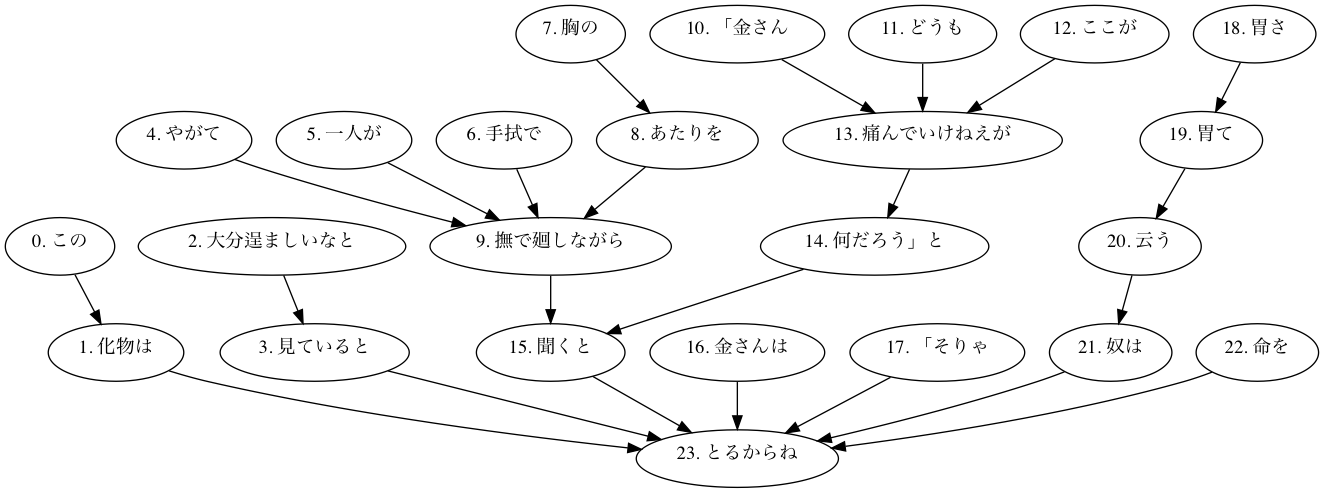 7. 胸の
10. 「金さん
11. どうも
12. ここが
18. 胃さ
4. やがて
5. 一人が
6. 手拭で
8. あたりを
13. 痛んでいけねえが
19. 胃て
0. この
2. 大分逞ましいなと
9. 撫で廻しながら
14. 何だろう」と
20. 云う
1. 化物は
3. 見ていると
15. 聞くと
16. 金さんは
17. 「そりゃ
21. 奴は
22. 命を
23. とるからね